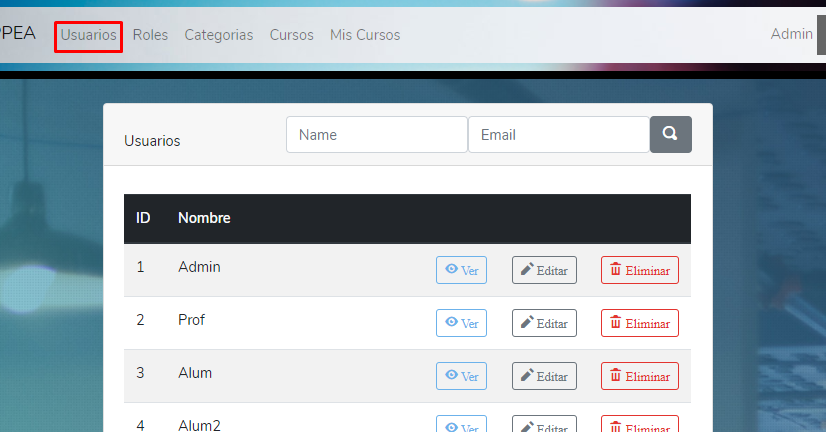 PPEA Usuarios Roles Categorias Cursos Mis Cursos Admin
Usuarios Name Email
ID Nombre
1 Admin Ver Editar Eliminar
2 Prof Ver Editar Eliminar
3 Alum Ver Editar Eliminar
4 Alum2 Ver Editar Eliminar